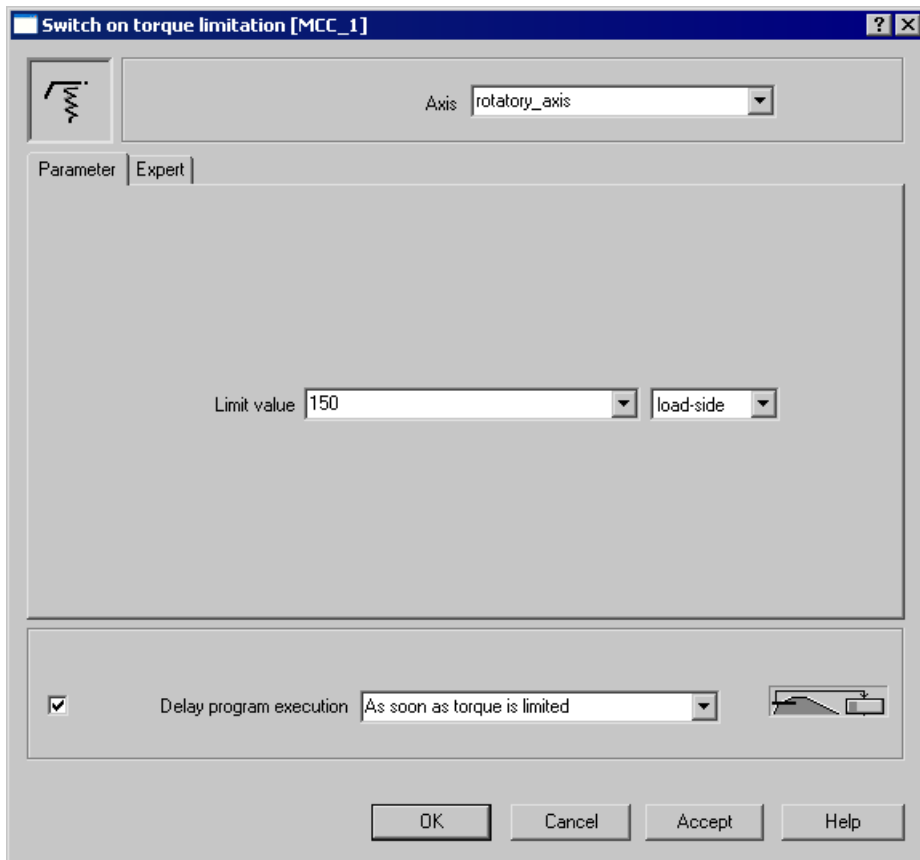 Switch on torque limitation [MCC_1]
Axis rotatory_axis
Parameter Expert
Limit value 150 load-side
Delay program execution As soon as torque is limited
OK Cancel Accept Help